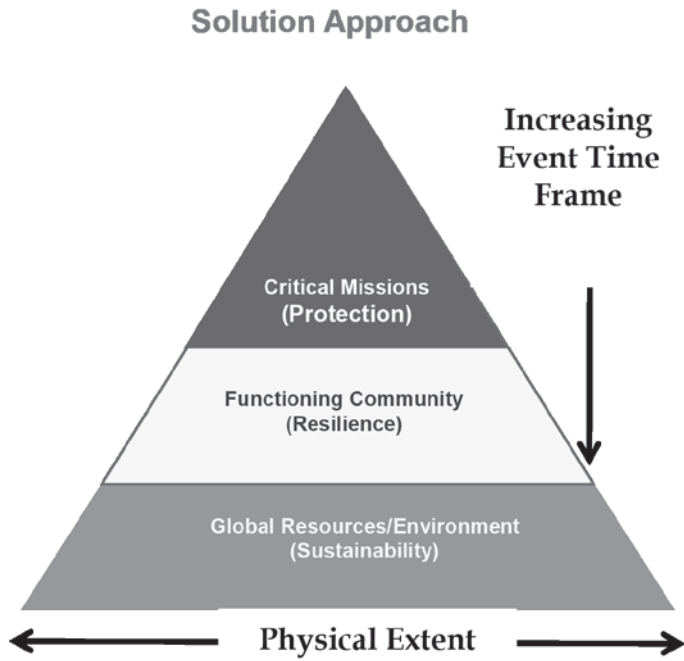 Solution Approach
Increasing
Event Time
Frame
Critical Missions
(Protection)
Functioning Community
(Resilience)
Global Resources/Environment
(Sustainability)
Physical Extent